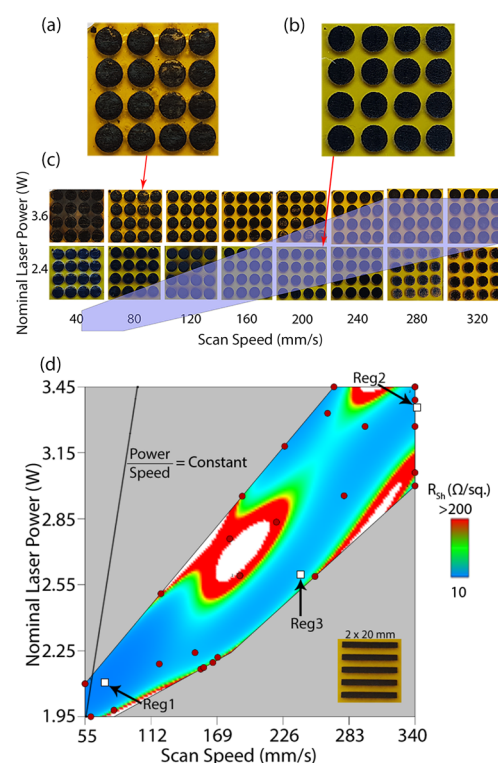 (a)
(b)
(c)
Nominal Laser Power (W)
3.6
2.4
40 80 120 160 200 240 280 320
Scan Speed (mm/s)
(d)
Reg2
3.45
Power
Speed = Constant
3.15
2.85
2.55
2.25
1.95
Nominal Laser Power (W)
R_Sh (Ω/sq.)
>200
10
Reg3
2 x 20 mm
Reg1
55 112 169 226 283 340
Scan Speed (mm/s)